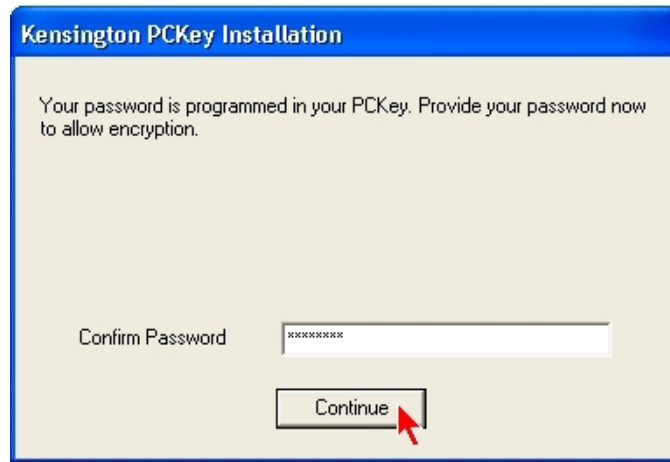 Kensington PCKey Installation
Your password is programmed in your PCKey. Provide your password now
to allow encryption.
Confirm Password ********
Continue